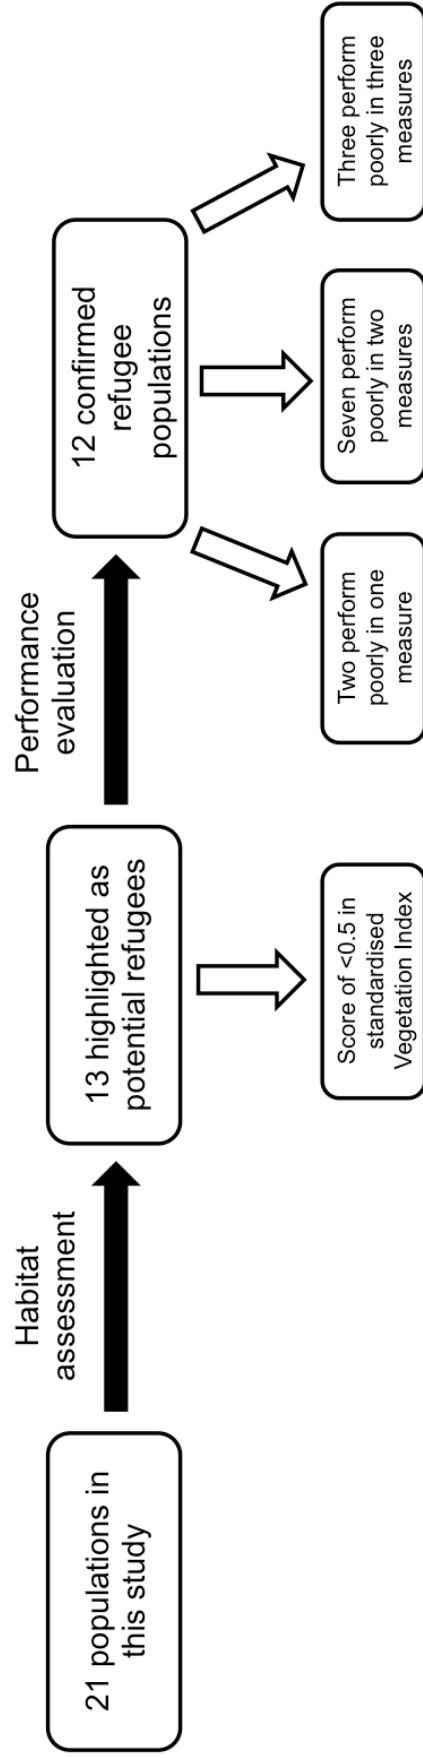 21 populations in
this study
Habitat
assessment
13 highlighted as
potential refugees
Score of <0.5 in
standardised
Vegetation Index
Performance
evaluation
12 confirmed
refugee
populations
Two perform
poorly in one
measure
Seven perform
poorly in two
measures
Three perform
poorly in three
measures